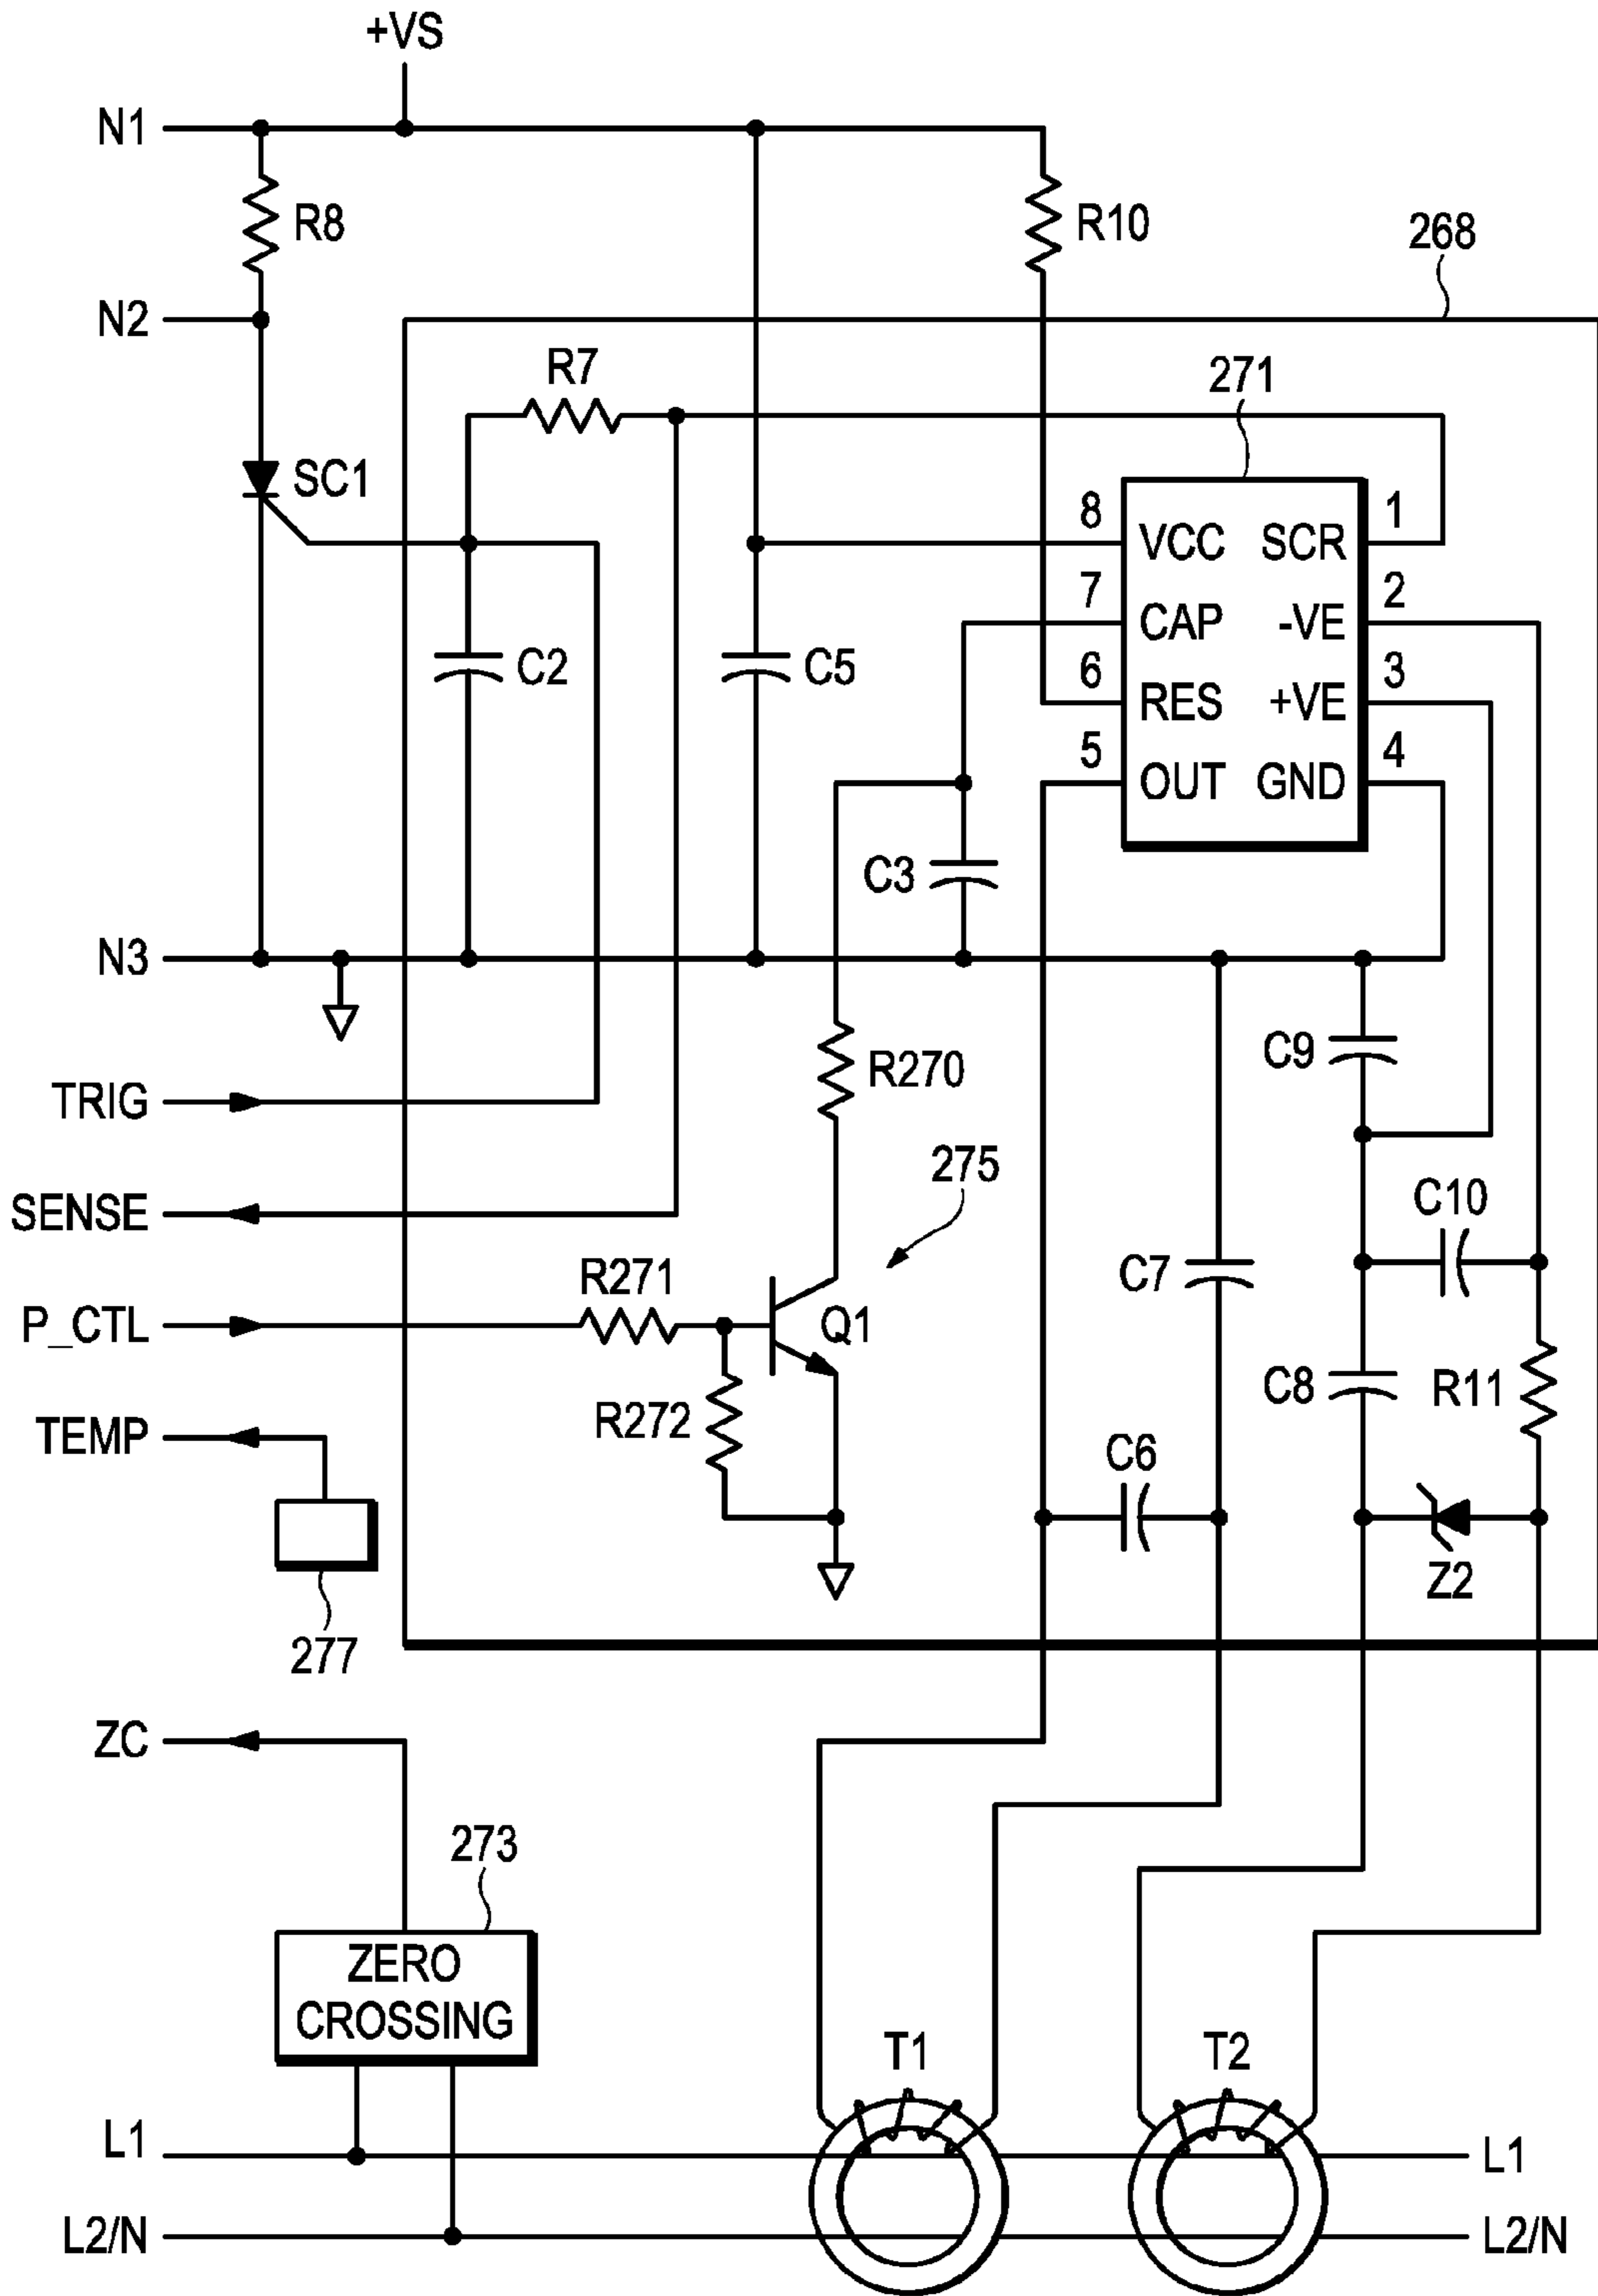 +VS
N1
R8
R10
268
N2
R7
271
SC1
8
VCC
SCR
1
7
CAP
-VE
2
C2
C5
6
RES
+VE
3
5
OUT
GND
4
C3
N3
C9
R270
TRIG
275
C10
SENSE
R271
C7
P_CTL
Q1
C8
R11
R272
TEMP
C6
Z2
277
ZC
273
ZERO
CROSSING
T1
T2
L1
L1
L2/N
L2/N